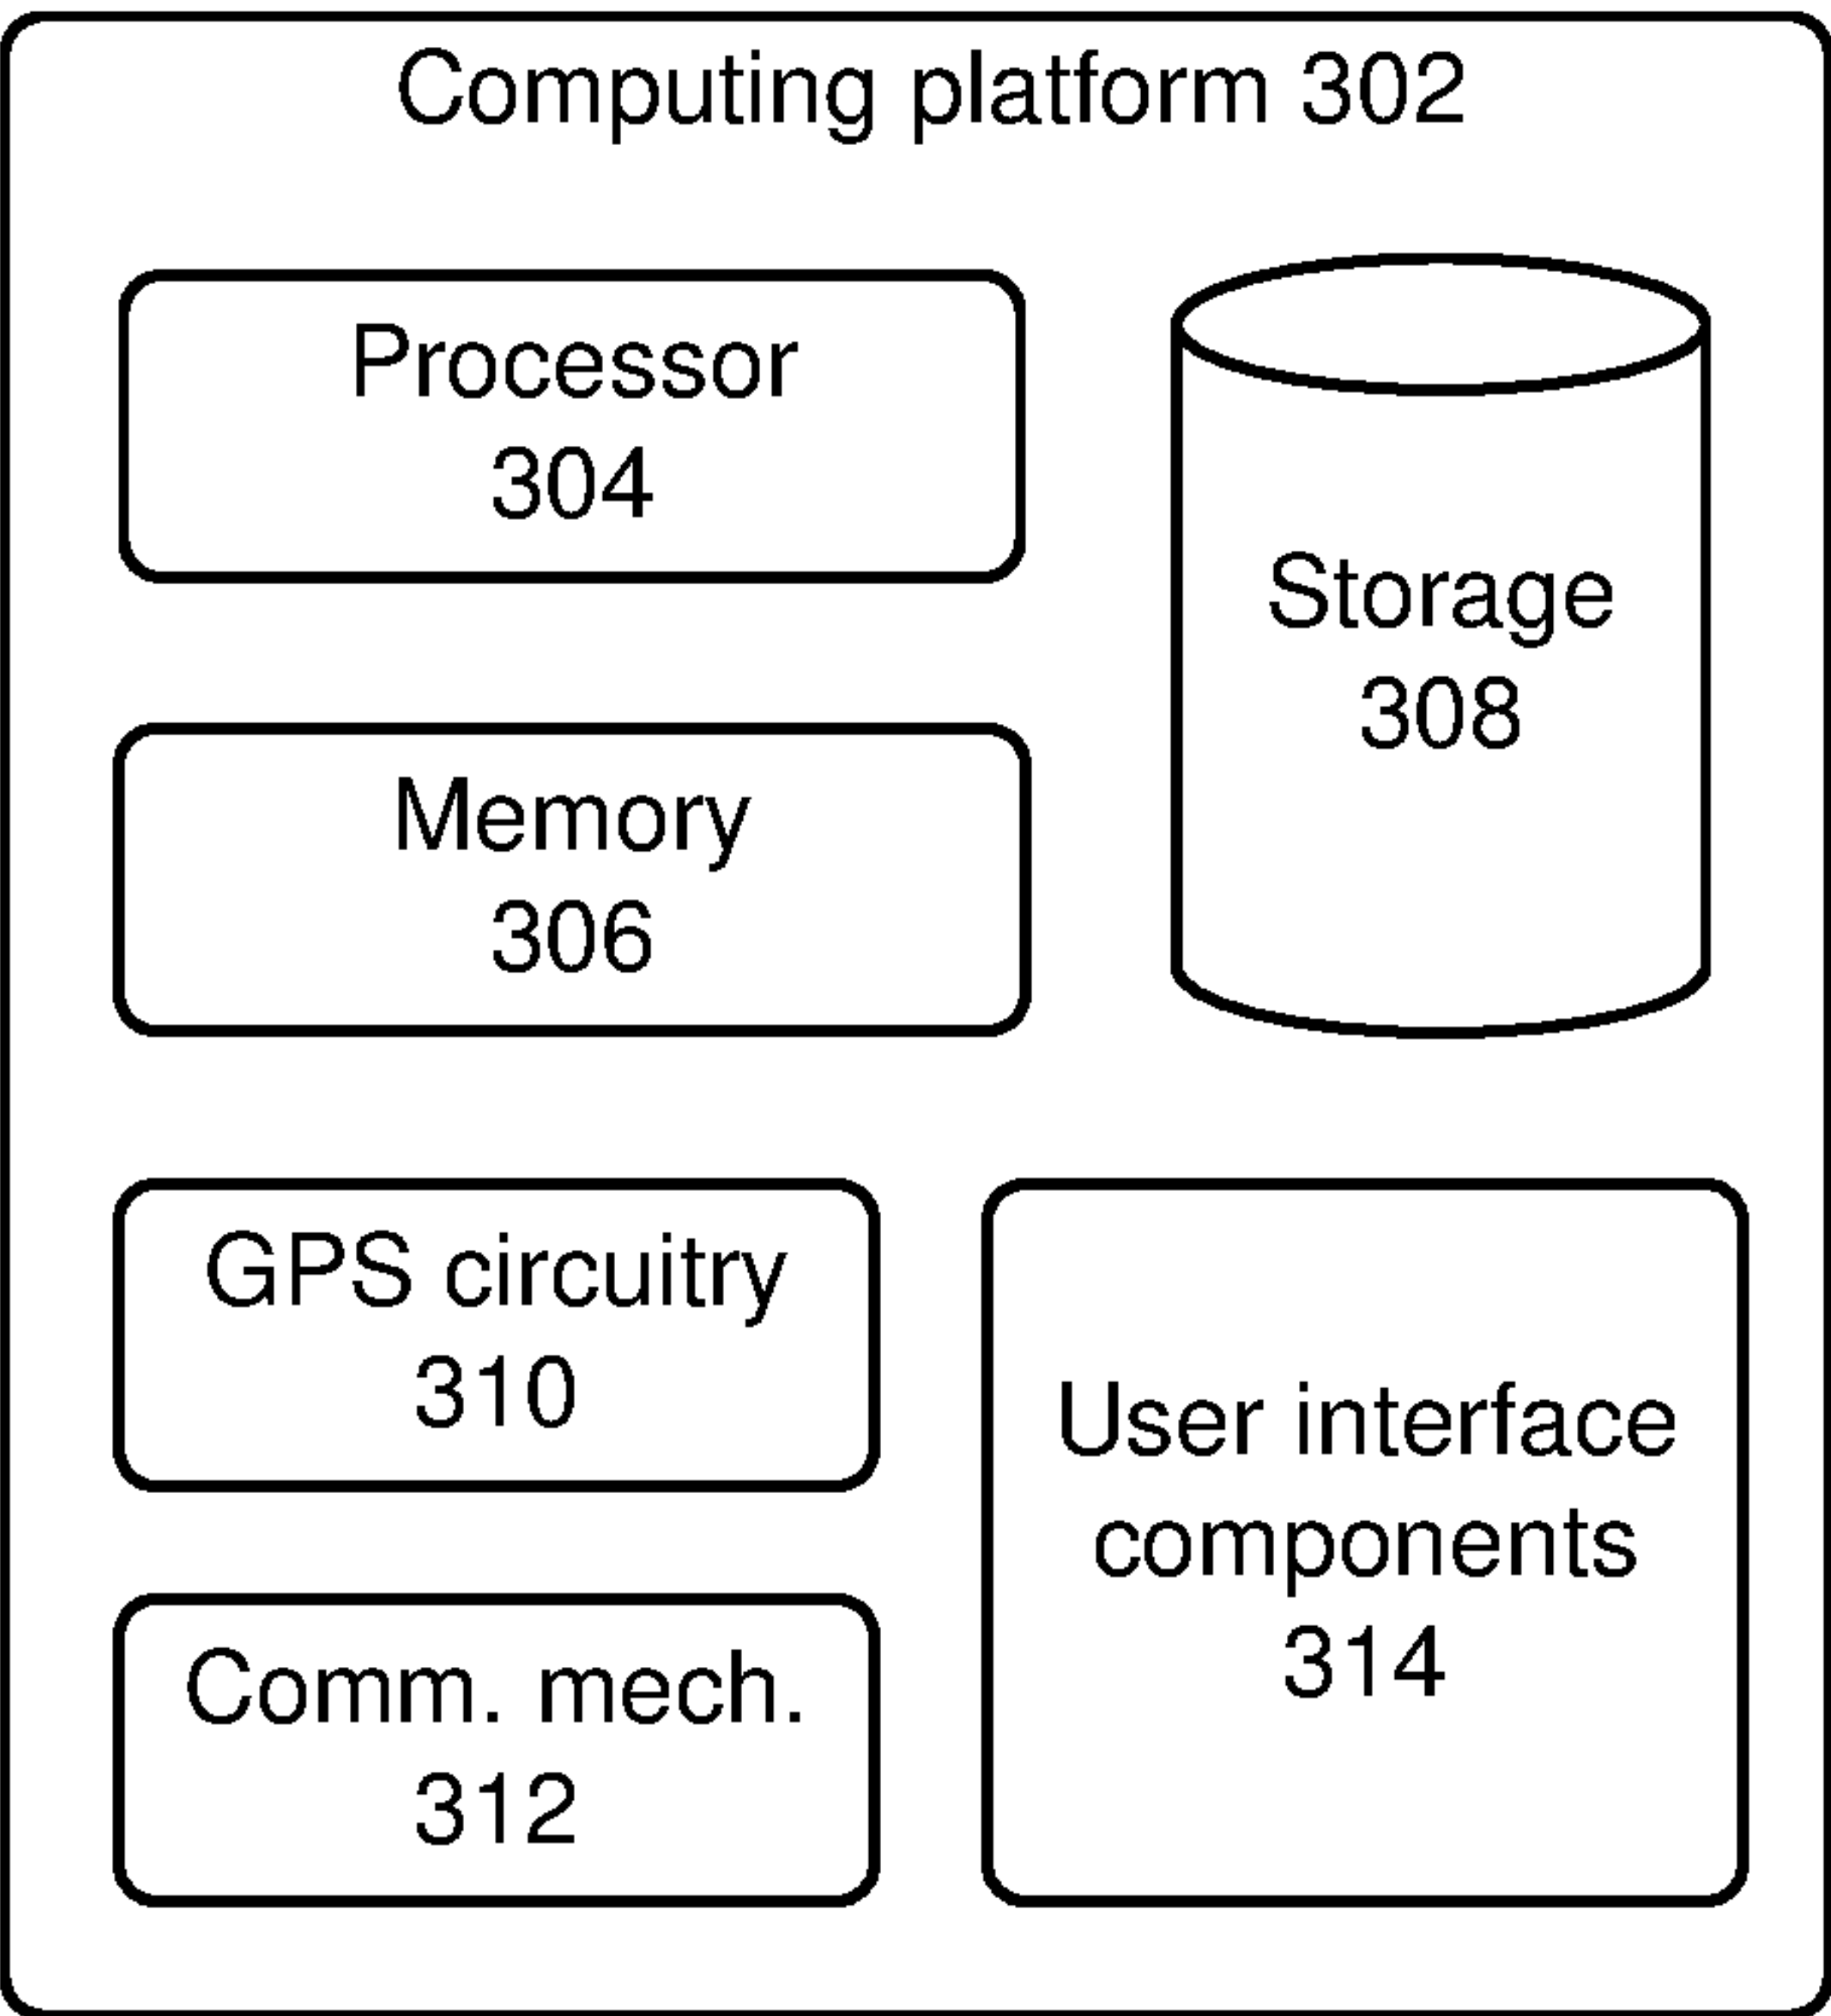 Computing platform 302
Processor
304
Storage
308
Memory
306
GPS circuitry
310
User interface
components
314
Comm. mech.
312